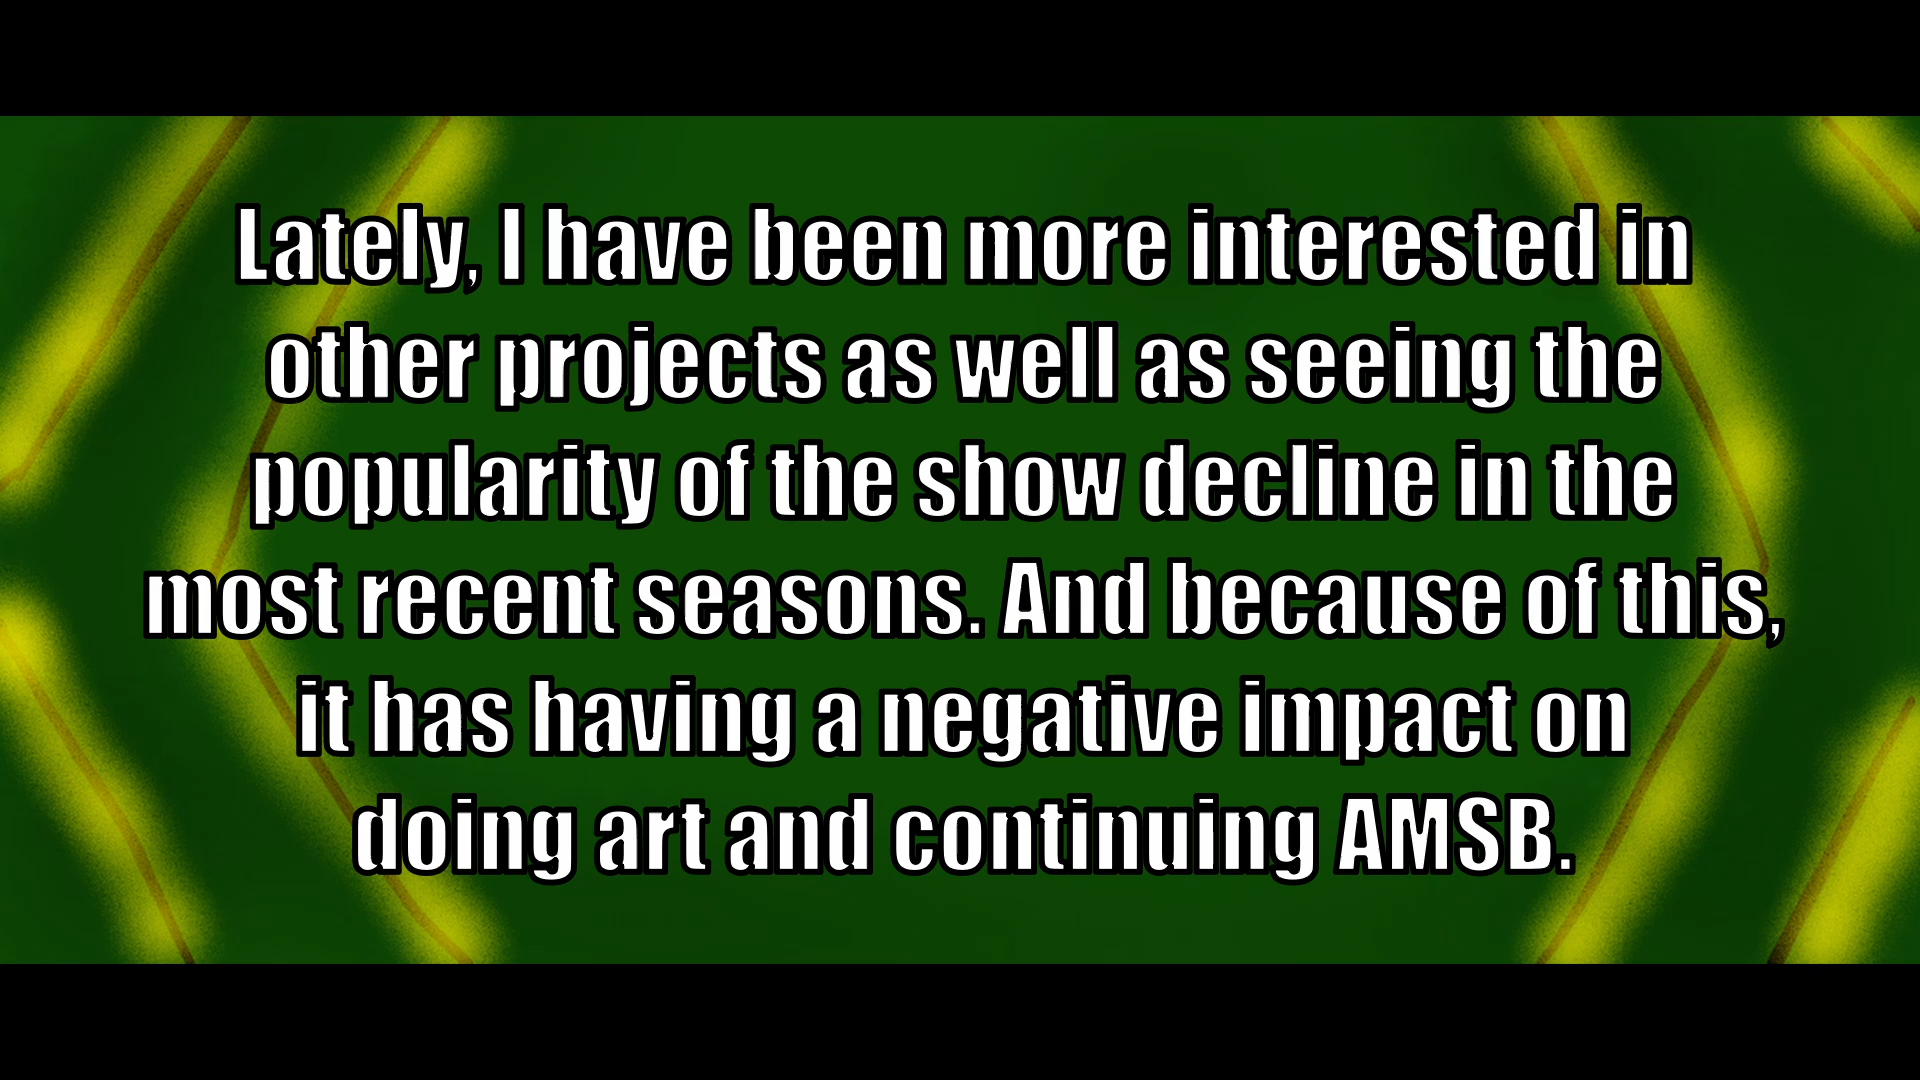 Lately, I have been more interested in
other projects as well as seeing the
popularity of the show decline in the
most recent seasons. And because of this,
it has having a negative impact on
doing art and continuing AMSB.